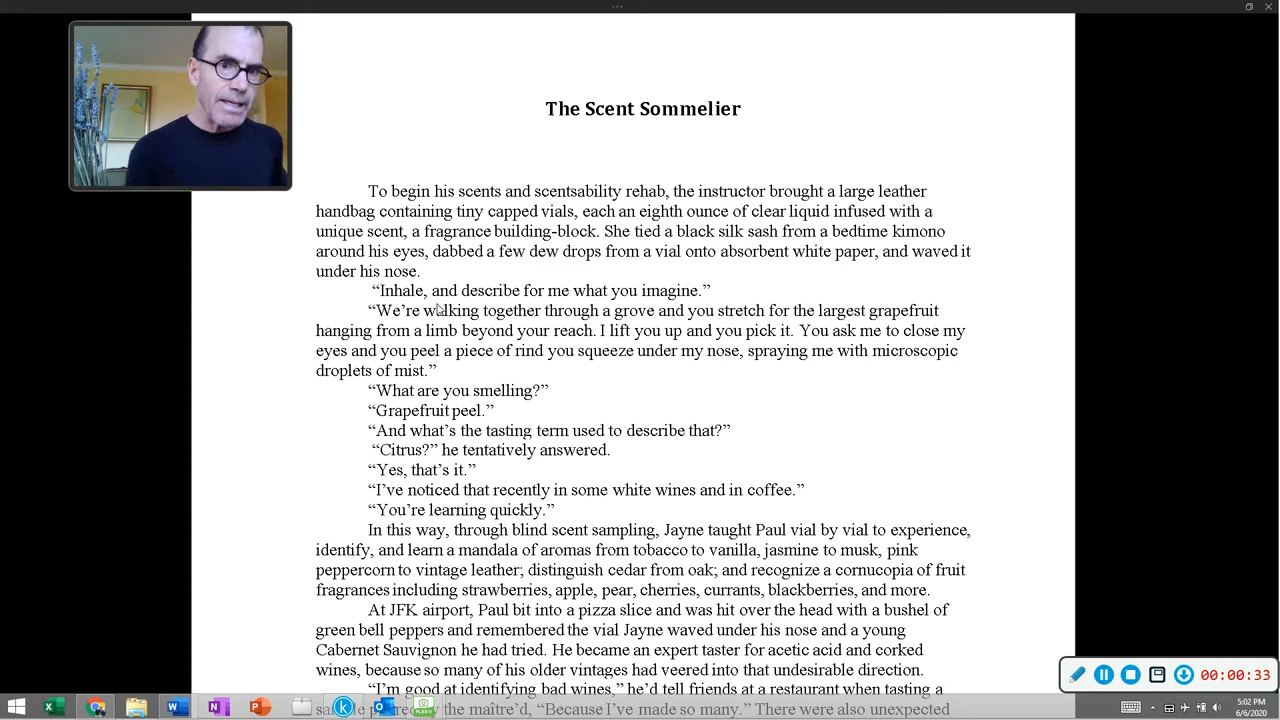 The Scent Sommelier
To begin his scents and scentsability rehab, the instructor brought a large leather
handbag containing tiny capped vials, each an eighth ounce of clear liquid infused with a
unique scent, a fragrance building-block. She tied a black silk sash from a bedtime kimono
around his eyes, dabbed a few dew drops from a vial onto absorbent white paper, and waved it
under his nose.
“Inhale, and describe for me what you imagine.”
“We’re walking together through a grove and you stretch for the largest grapefruit
hanging from a limb beyond your reach. I lift you up and you pick it. You ask me to close my
eyes and you peel a piece of rind you squeeze under my nose, spraying me with microscopic
droplets of mist.”
“What are you smelling?”
“Grapefruit peel.”
“And what’s the tasting term used to describe that?”
“Citrus?” he tentatively answered.
“Yes, that’s it.”
“I’ve noticed that recently in some white wines and in coffee.”
“You’re learning quickly.”
In this way, through blind scent sampling, Jayne taught Paul vial by vial to experience,
identify, and learn a mandala of aromas from tobacco to vanilla, jasmine to musk, pink
peppercorn to vintage leather; distinguish cedar from oak; and recognize a cornucopia of fruit
fragrances including strawberries, apple, pear, cherries, currants, blackberries, and more.
At JFK airport, Paul bit into a pizza slice and was hit over the head with a bushel of
green bell peppers and remembered the vial Jayne waved under his nose and a young
Cabernet Sauvignon he had tried. He became an expert taster for acetic acid and corked
wines, because so many of his older vintages had veered into that undesirable direction.
“I’m good at identifying bad wines,” he’d tell friends at a restaurant when tasting a
the maître’d, “Because I’ve made so many.” There were also unexpected
00:00:33
5:02 PM
6/6/2020